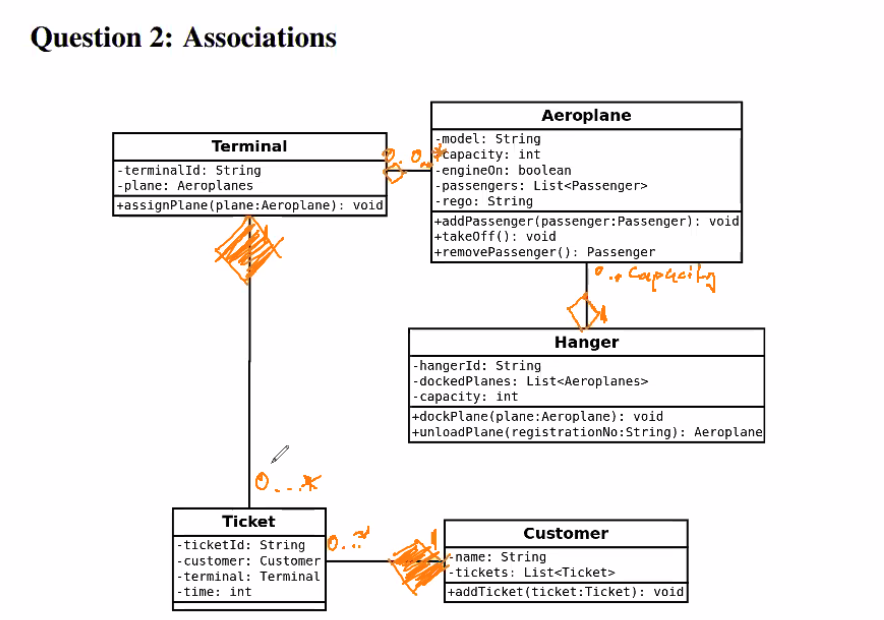 Question 2: Associations
Terminal
-terminalId: String
-plane: Aeroplanes
+assignPlane(plane:Aeroplane): void
0..*
Aeroplane
-model: String
-capacity: int
-engineOn: boolean
-passengers: List<Passenger>
-rego: String
+addPassenger(passenger:Passenger): void
+takeOff(): void
+removePassenger(): Passenger
0..Capacity
1
Hanger
-hangerId: String
-dockedPlanes: List<Aeroplanes>
-capacity: int
+dockPlane(plane:Aeroplane): void
+unloadPlane(registrationNo:String): Aeroplane
0...*
Ticket
-ticketId: String
-customer: Customer
-terminal: Terminal
-time: int
0..*
1
Customer
-name: String
-tickets: List<Ticket>
+addTicket(ticket:Ticket): void